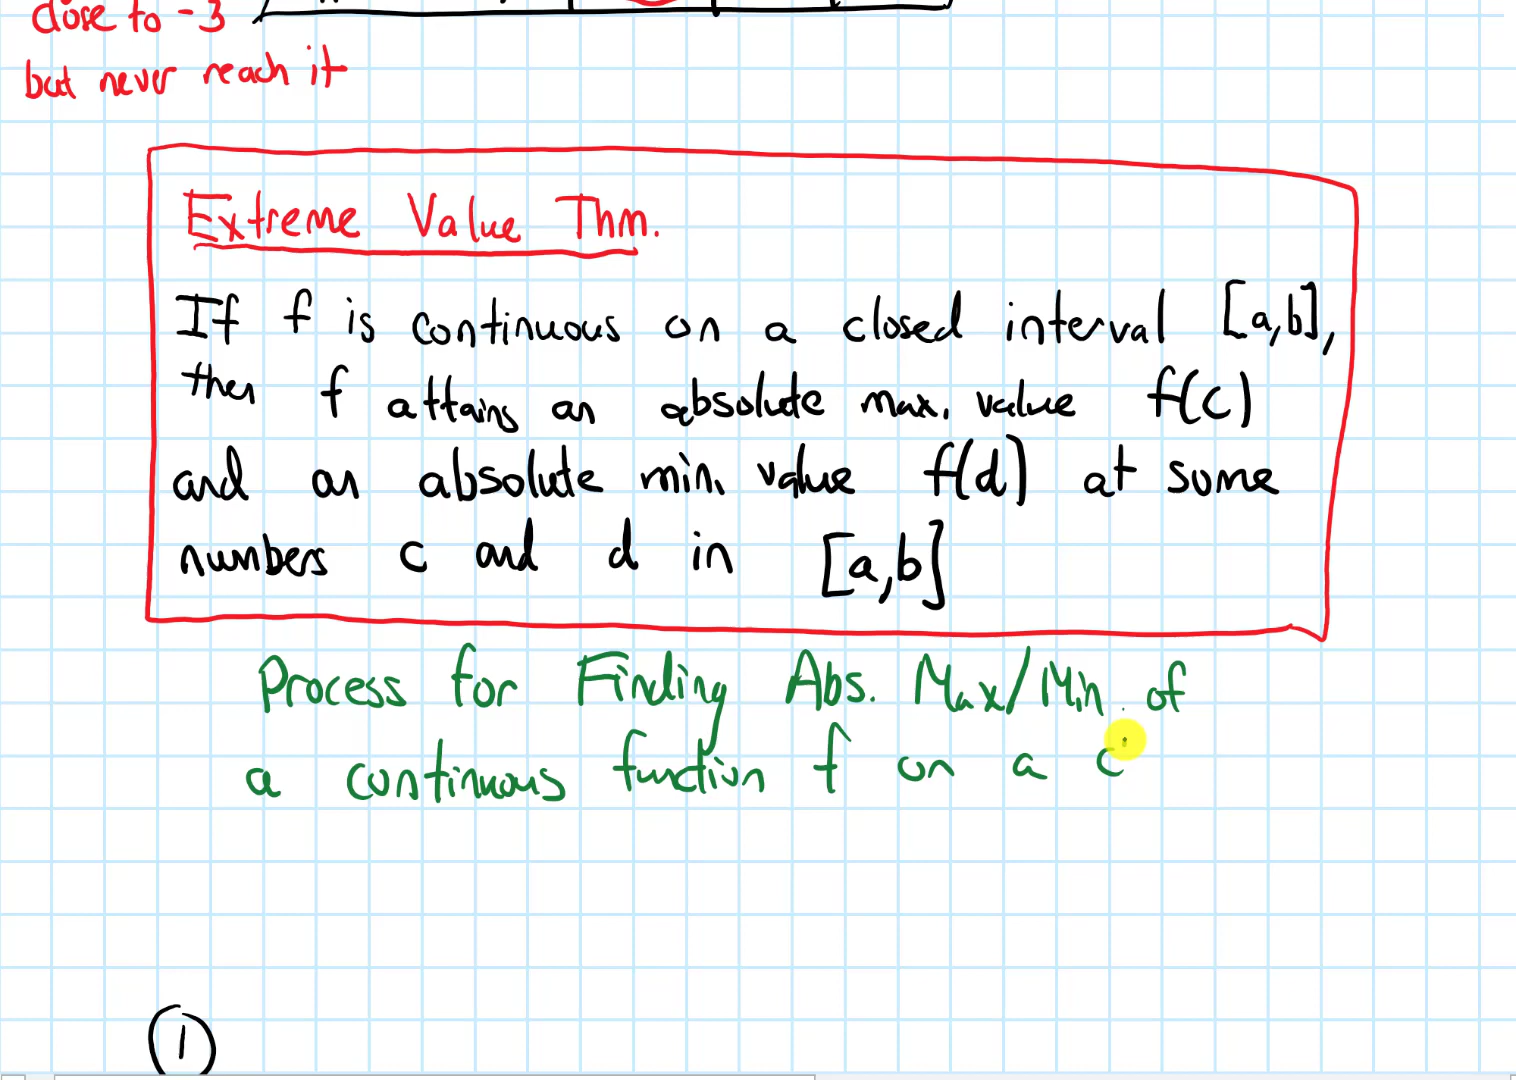 close to -3
but never reach it
Extreme Value Thm.
If f is continuous on a closed interval [a,b],
then f attains an absolute max. value f(c)
and an absolute min. value f(d) at some
numbers c and d in [a,b]
Process for Finding Abs. Max/Min. of
a continuous function f on a c
1